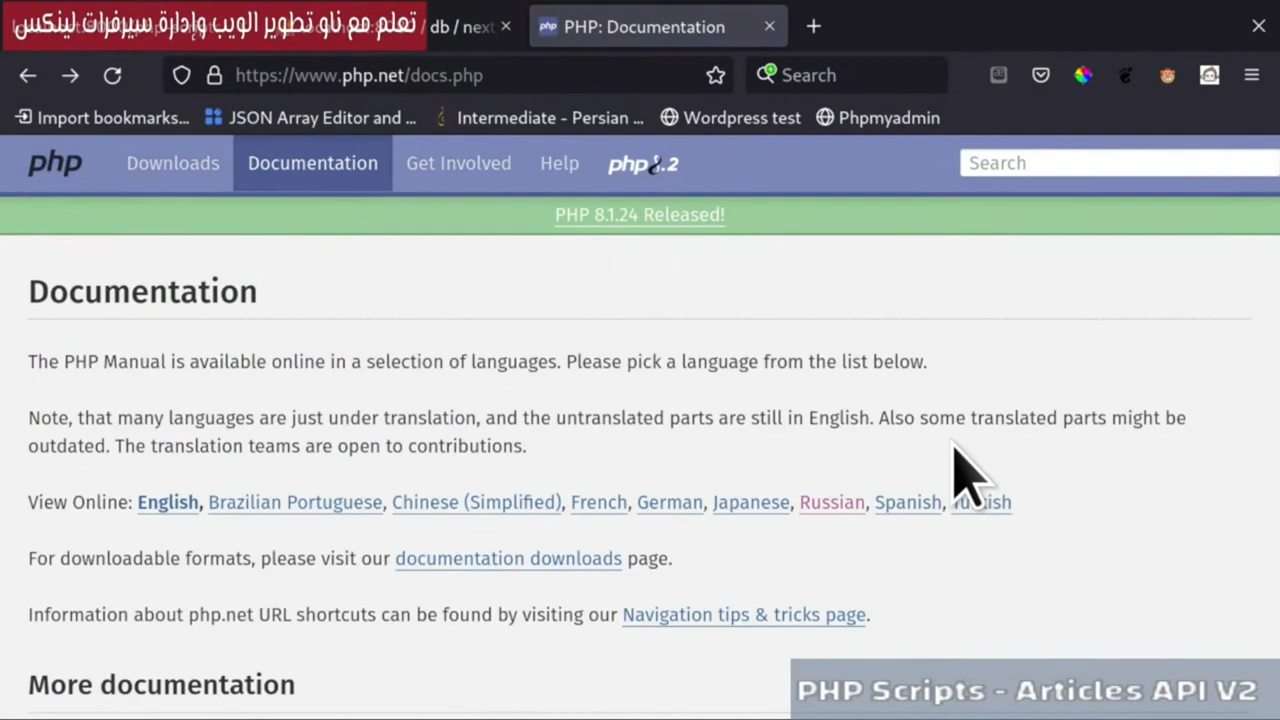 تعلم مع ناو تطوير الويب وإدارة سيرفرات لينكس
/ db / next
PHP: Documentation
https://www.php.net/docs.php
Search
Import bookmarks...
JSON Array Editor and ...
Intermediate - Persian ...
Wordpress test
Phpmyadmin
php
Downloads
Documentation
Get Involved
Help
php8.2
Search
PHP 8.1.24 Released!
Documentation
The PHP Manual is available online in a selection of languages. Please pick a language from the list below.
Note, that many languages are just under translation, and the untranslated parts are still in English. Also some translated parts might be
outdated. The translation teams are open to contributions.
View Online: English, Brazilian Portuguese, Chinese (Simplified), French, German, Japanese, Russian, Spanish, Turkish
For downloadable formats, please visit our documentation downloads page.
Information about php.net URL shortcuts can be found by visiting our Navigation tips & tricks page.
More documentation
PHP Scripts - Articles API V2